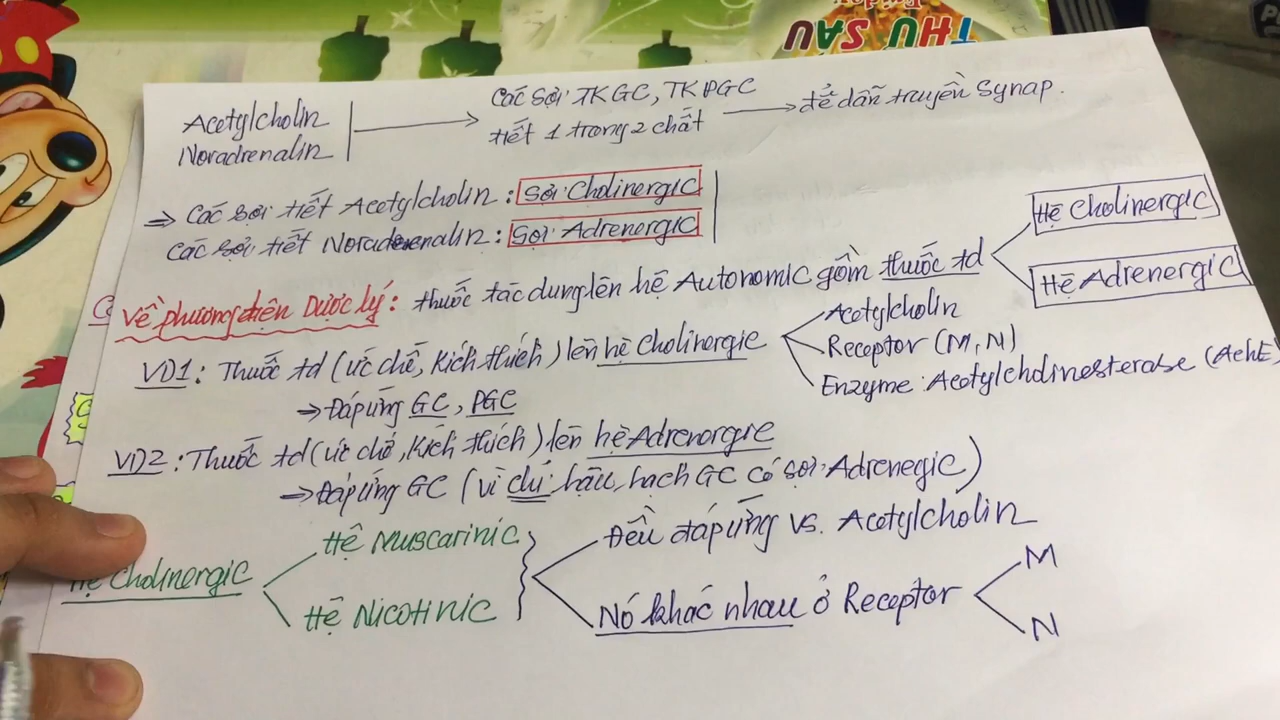 THU SAU
Acetylcholin
Noradrenalin
Các sợi TKGC, TKPGC
tiết 1 trong 2 chất
để dẫn truyền Synap.
⇒ Các sợi tiết Acetylcholin : Sợi Cholinergic
Các sợi tiết Noradrenalin : Sợi Adrenergic
Về phương diện Dược lý : thuốc tác dụng lên hệ Autonomic gồm thuốc td
Hệ Cholinergic
Hệ Adrenergic
VD1 : Thuốc td (ức chế, kích thích) lên hệ Cholinergic
Acetylcholin
Receptor (M, N)
Enzyme : Acetylcholinesterase (AchE)
→ Đáp ứng GC, PGC
VD2 : Thuốc td (ức chế, kích thích) lên hệ Adrenergic
→ Đáp ứng GC (vì chỉ hậu hạch GC có sợi Adrenegic)
Hệ Cholinergic
Hệ Muscarinic
Hệ Nicotinic
Đều đáp ứng vs. Acetylcholin
Nó khác nhau ở Receptor
M
N